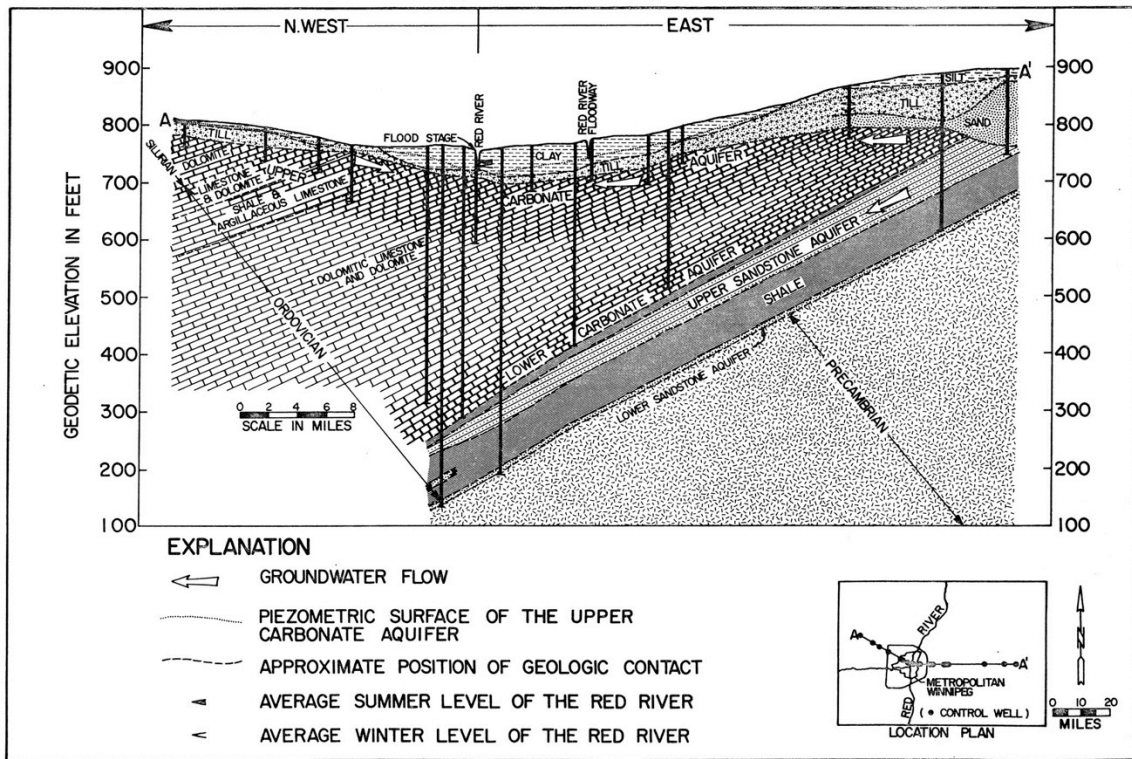 N.WEST
EAST
GEODETIC ELEVATION IN FEET
900
800
700
600
500
400
300
200
100
900
800
700
600
500
400
300
200
100
A
A'
SILT
TILL
SAND
TILL
FLOOD STAGE
RED RIVER
RED RIVER
FLOODWAY
CLAY
TILL
SILURIAN
DOLOMITE
LIMESTONE
& DOLOMITE
UPPER
SHALE &
ARGILLACEOUS LIMESTONE
CARBONATE
AQUIFER
DOLOMITIC LIMESTONE
AND DOLOMITE
ORDOVICIAN
LOWER CARBONATE AQUIFER
UPPER SANDSTONE AQUIFER
SHALE
LOWER SANDSTONE AQUIFER
PRECAMBRIAN
0 2 4 6 8
SCALE IN MILES
EXPLANATION
GROUNDWATER FLOW
PIEZOMETRIC SURFACE OF THE UPPER
CARBONATE AQUIFER
APPROXIMATE POSITION OF GEOLOGIC CONTACT
AVERAGE SUMMER LEVEL OF THE RED RIVER
AVERAGE WINTER LEVEL OF THE RED RIVER
A
RIVER
A'
METROPOLITAN
WINNIPEG
RED
( • CONTROL WELL )
LOCATION PLAN
N
0 10 20
MILES